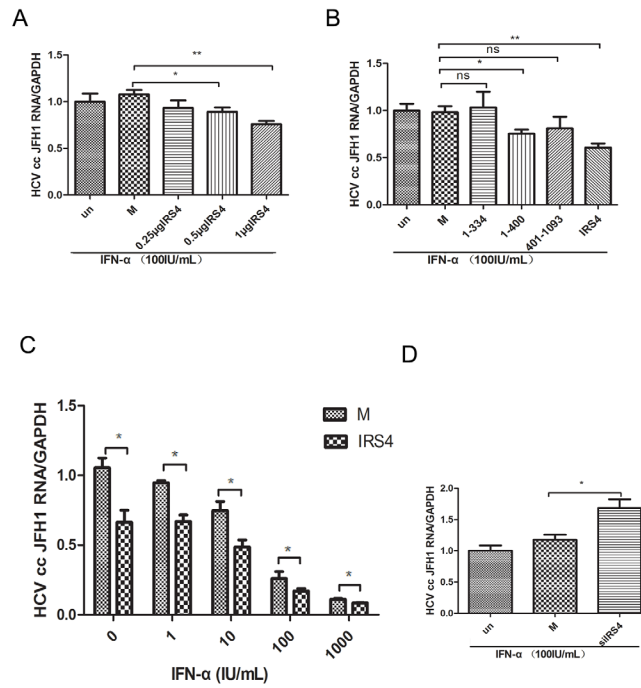 A
HCV cc JFH1 RNA/GAPDH
1.5
1.0
0.5
0.0
**
*
un
M
0.25μgIRS4
0.5μgIRS4
1μgIRS4
IFN-α （100IU/mL）
B
HCV cc JFH1 RNA/GAPDH
1.5
1.0
0.5
0.0
**
ns
*
ns
un
M
1-334
1-400
401-1093
IRS4
IFN-α （100IU/mL）
C
HCV cc JFH1 RNA/GAPDH
1.5
1.0
0.5
0.0
*
*
*
*
*
M
IRS4
0
1
10
100
1000
IFN-α (IU/mL)
D
HCV cc JFH1 RNA/GAPDH
2.0
1.5
1.0
0.5
0.0
*
un
M
siIRS4
IFN-α （100IU/mL）